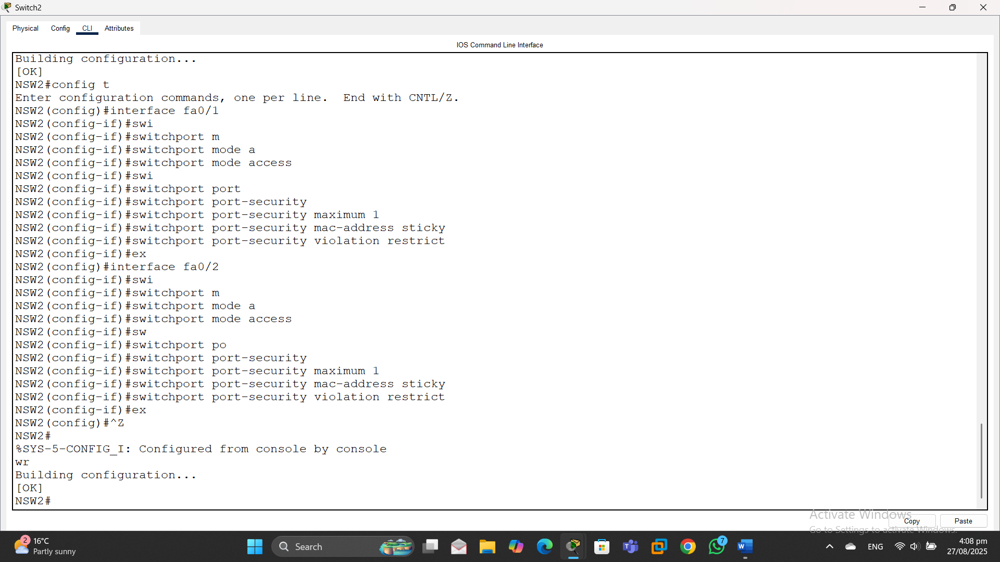 Switch2
Physical Config CLI Attributes
IOS Command Line Interface
Building configuration...
[OK]
NSW2#config t
Enter configuration commands, one per line.  End with CNTL/Z.
NSW2(config)#interface fa0/1
NSW2(config-if)#swi
NSW2(config-if)#switchport m
NSW2(config-if)#switchport mode a
NSW2(config-if)#switchport mode access
NSW2(config-if)#swi
NSW2(config-if)#switchport port
NSW2(config-if)#switchport port-security
NSW2(config-if)#switchport port-security maximum 1
NSW2(config-if)#switchport port-security mac-address sticky
NSW2(config-if)#switchport port-security violation restrict
NSW2(config-if)#ex
NSW2(config)#interface fa0/2
NSW2(config-if)#swi
NSW2(config-if)#switchport m
NSW2(config-if)#switchport mode a
NSW2(config-if)#switchport mode access
NSW2(config-if)#sw
NSW2(config-if)#switchport po
NSW2(config-if)#switchport port-security
NSW2(config-if)#switchport port-security maximum 1
NSW2(config-if)#switchport port-security mac-address sticky
NSW2(config-if)#switchport port-security violation restrict
NSW2(config-if)#ex
NSW2(config)#^Z
NSW2#
%SYS-5-CONFIG_I: Configured from console by console
wr
Building configuration...
[OK]
NSW2#
Activate Windows
Go to Settings to activate Windows.
Copy Paste
2
16°C
Partly sunny
Search
7
W
ENG
4:08 pm
27/08/2025